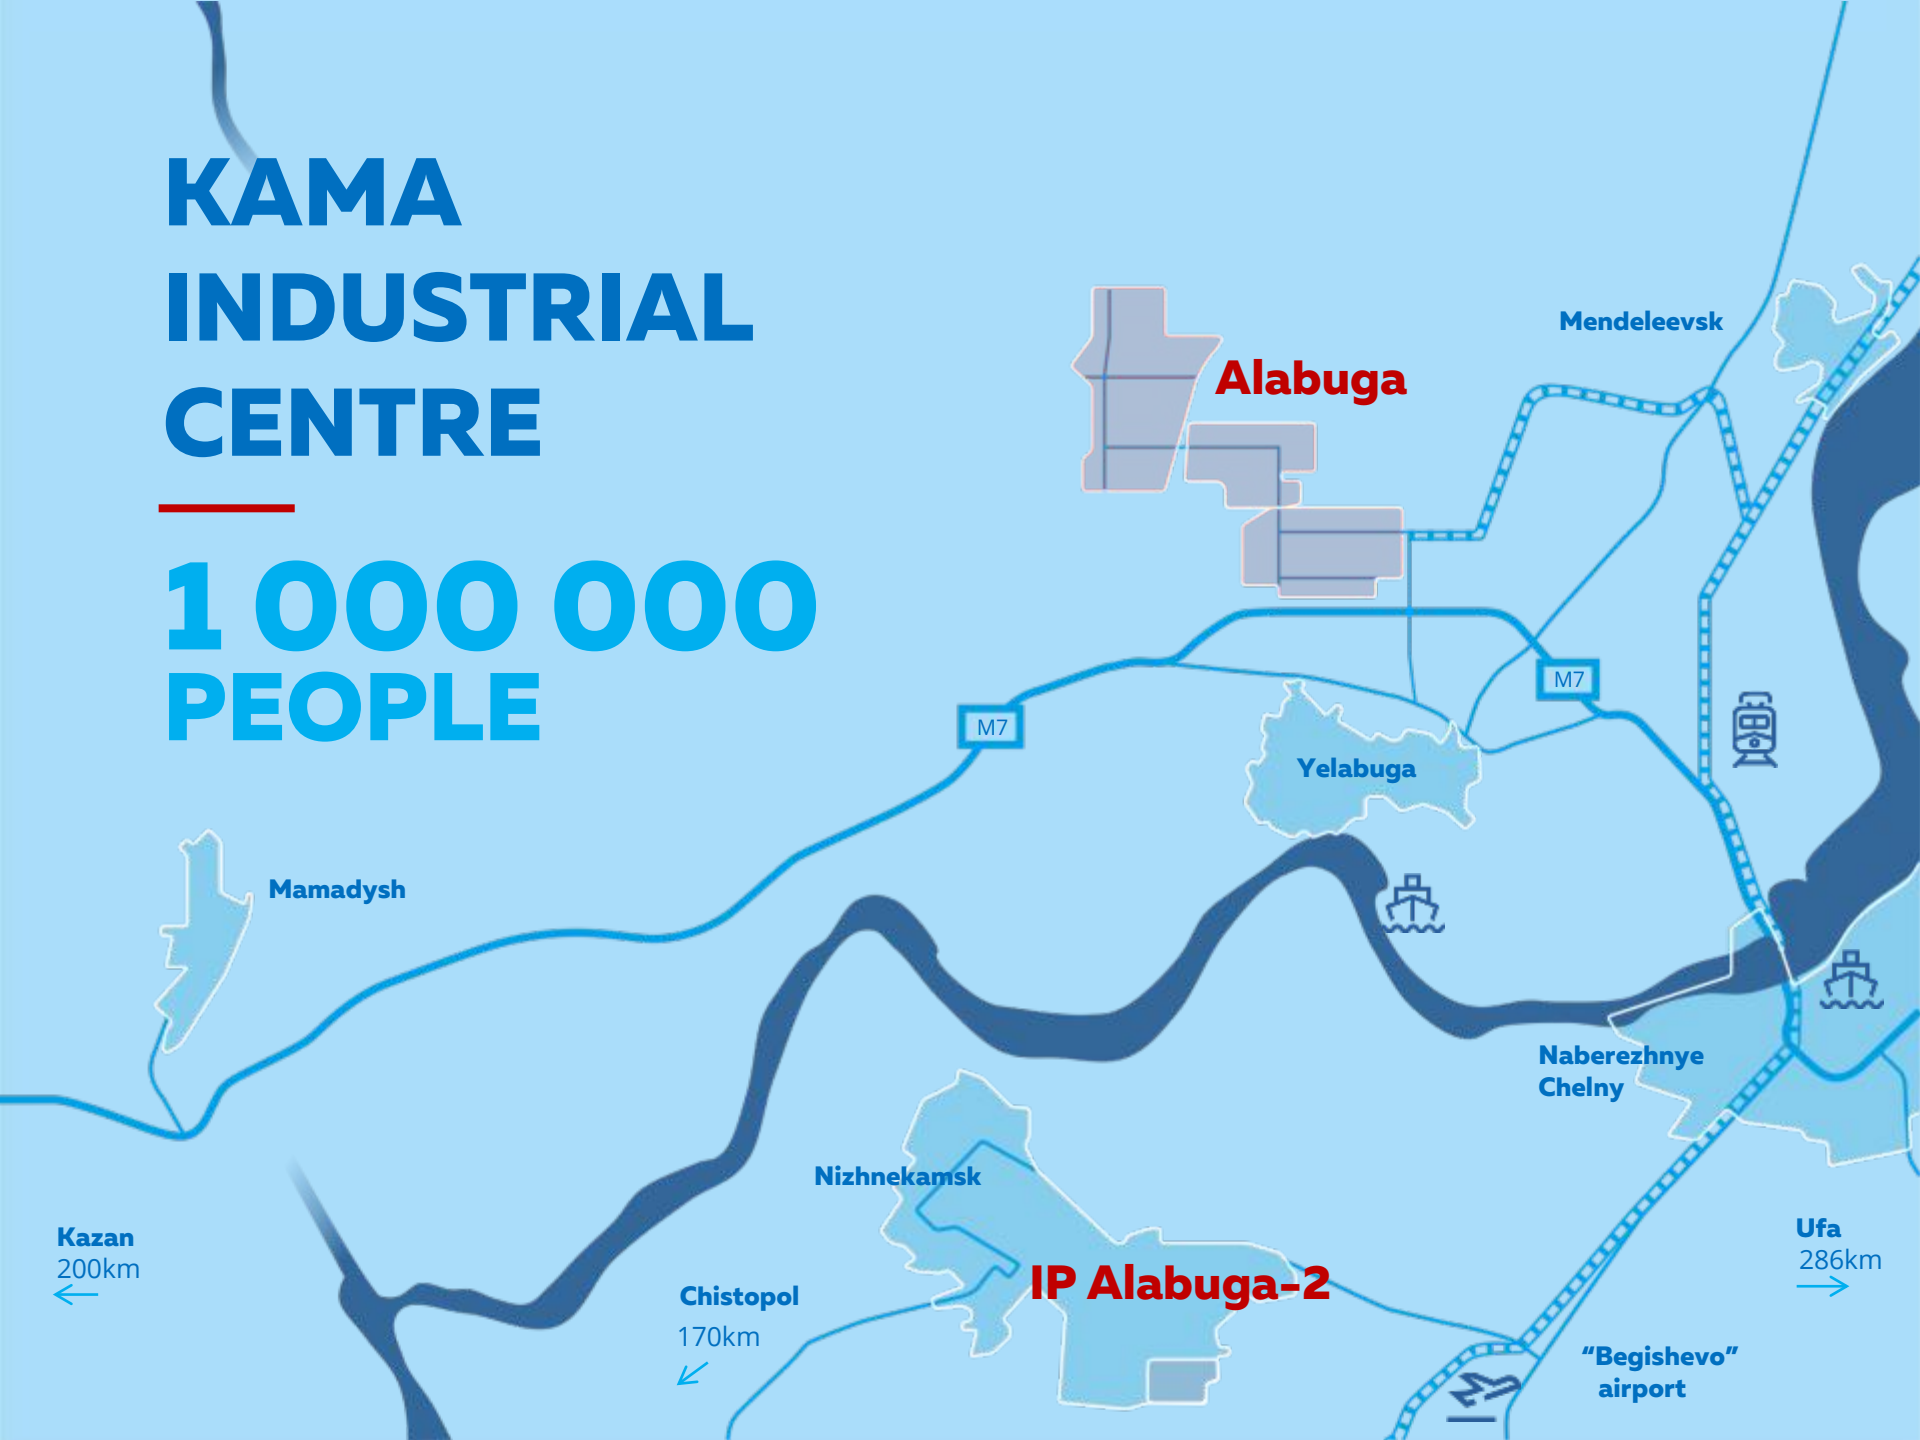 KAMA
INDUSTRIAL
CENTRE
1 000 000
PEOPLE
Mendeleevsk
Alabuga
M7
M7
Yelabuga
Mamadysh
Naberezhnye
Chelny
Nizhnekamsk
Kazan
200km
Ufa
286km
IP Alabuga-2
Chistopol
170km
“Begishevo”
airport